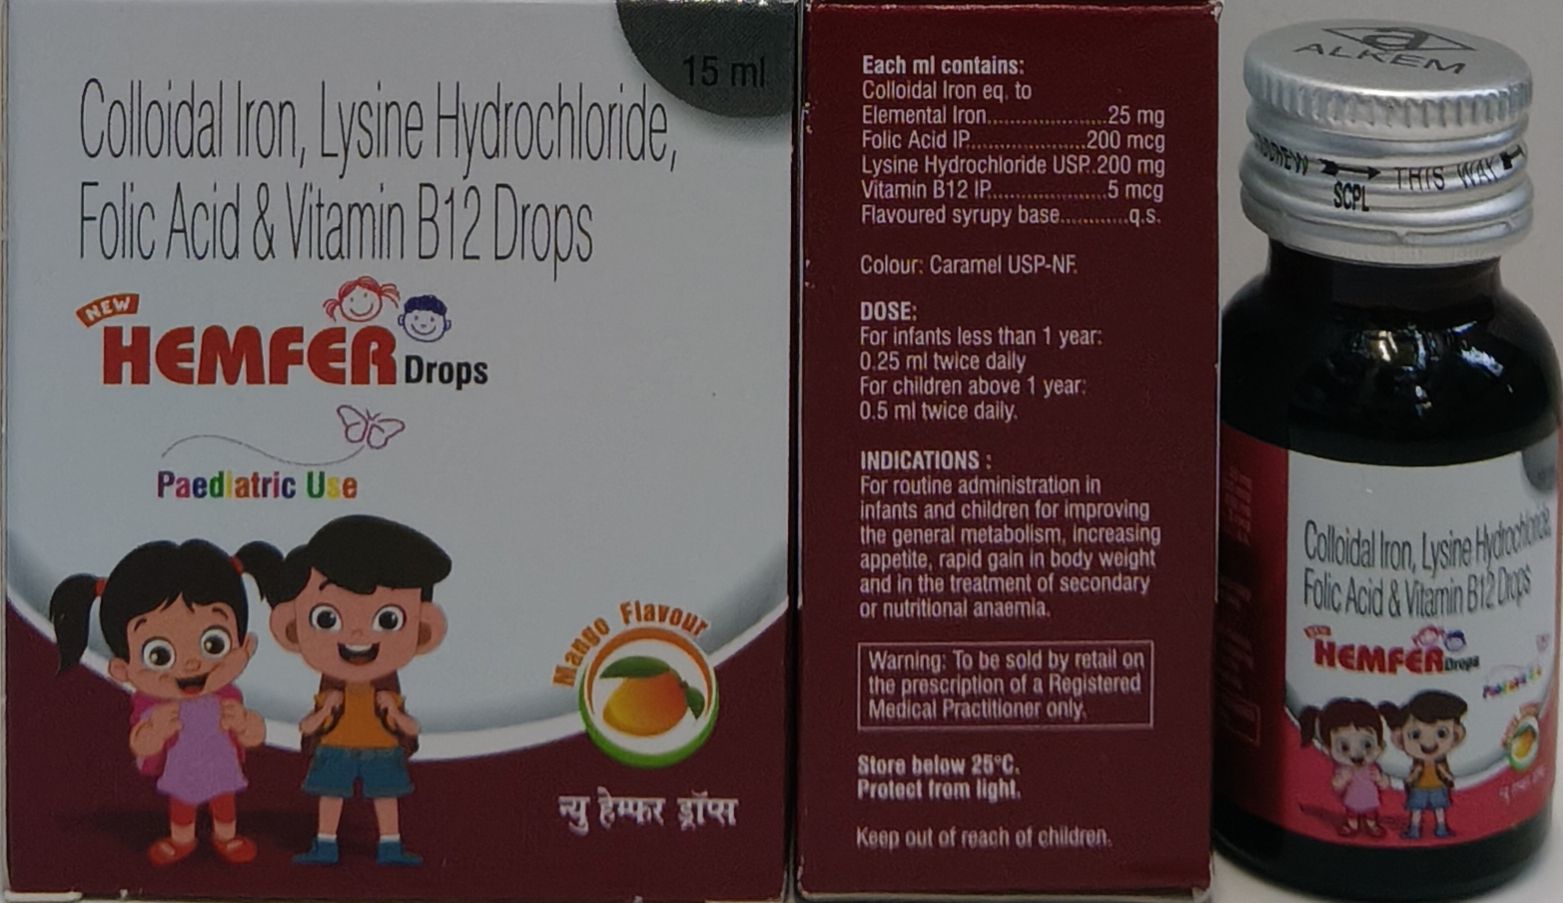 15 ml
Colloidal Iron, Lysine Hydrochloride,
Folic Acid & Vitamin B12 Drops
NEW
HEMFER Drops
Paediatric Use
Mango Flavour
न्यु हेम्फर ड्रॉप्स
Each ml contains:
Colloidal Iron eq. to
Elemental Iron....................25 mg
Folic Acid IP......................200 mcg
Lysine Hydrochloride USP..200 mg
Vitamin B12 IP......................5 mcg
Flavoured syrupy base............q.s.
Colour: Caramel USP-NF.
DOSE:
For infants less than 1 year:
0.25 ml twice daily
For children above 1 year:
0.5 ml twice daily.
INDICATIONS :
For routine administration in
infants and children for improving
the general metabolism, increasing
appetite, rapid gain in body weight
and in the treatment of secondary
or nutritional anaemia.
Warning: To be sold by retail on
the prescription of a Registered
Medical Practitioner only.
Store below 25°C.
Protect from light.
Keep out of reach of children.
a
ALKEM
THIS WAY
SCPL
Colloidal Iron, Lysine Hydrochloride,
Folic Acid & Vitamin B12 Drops
NEW
HEMFER Drops